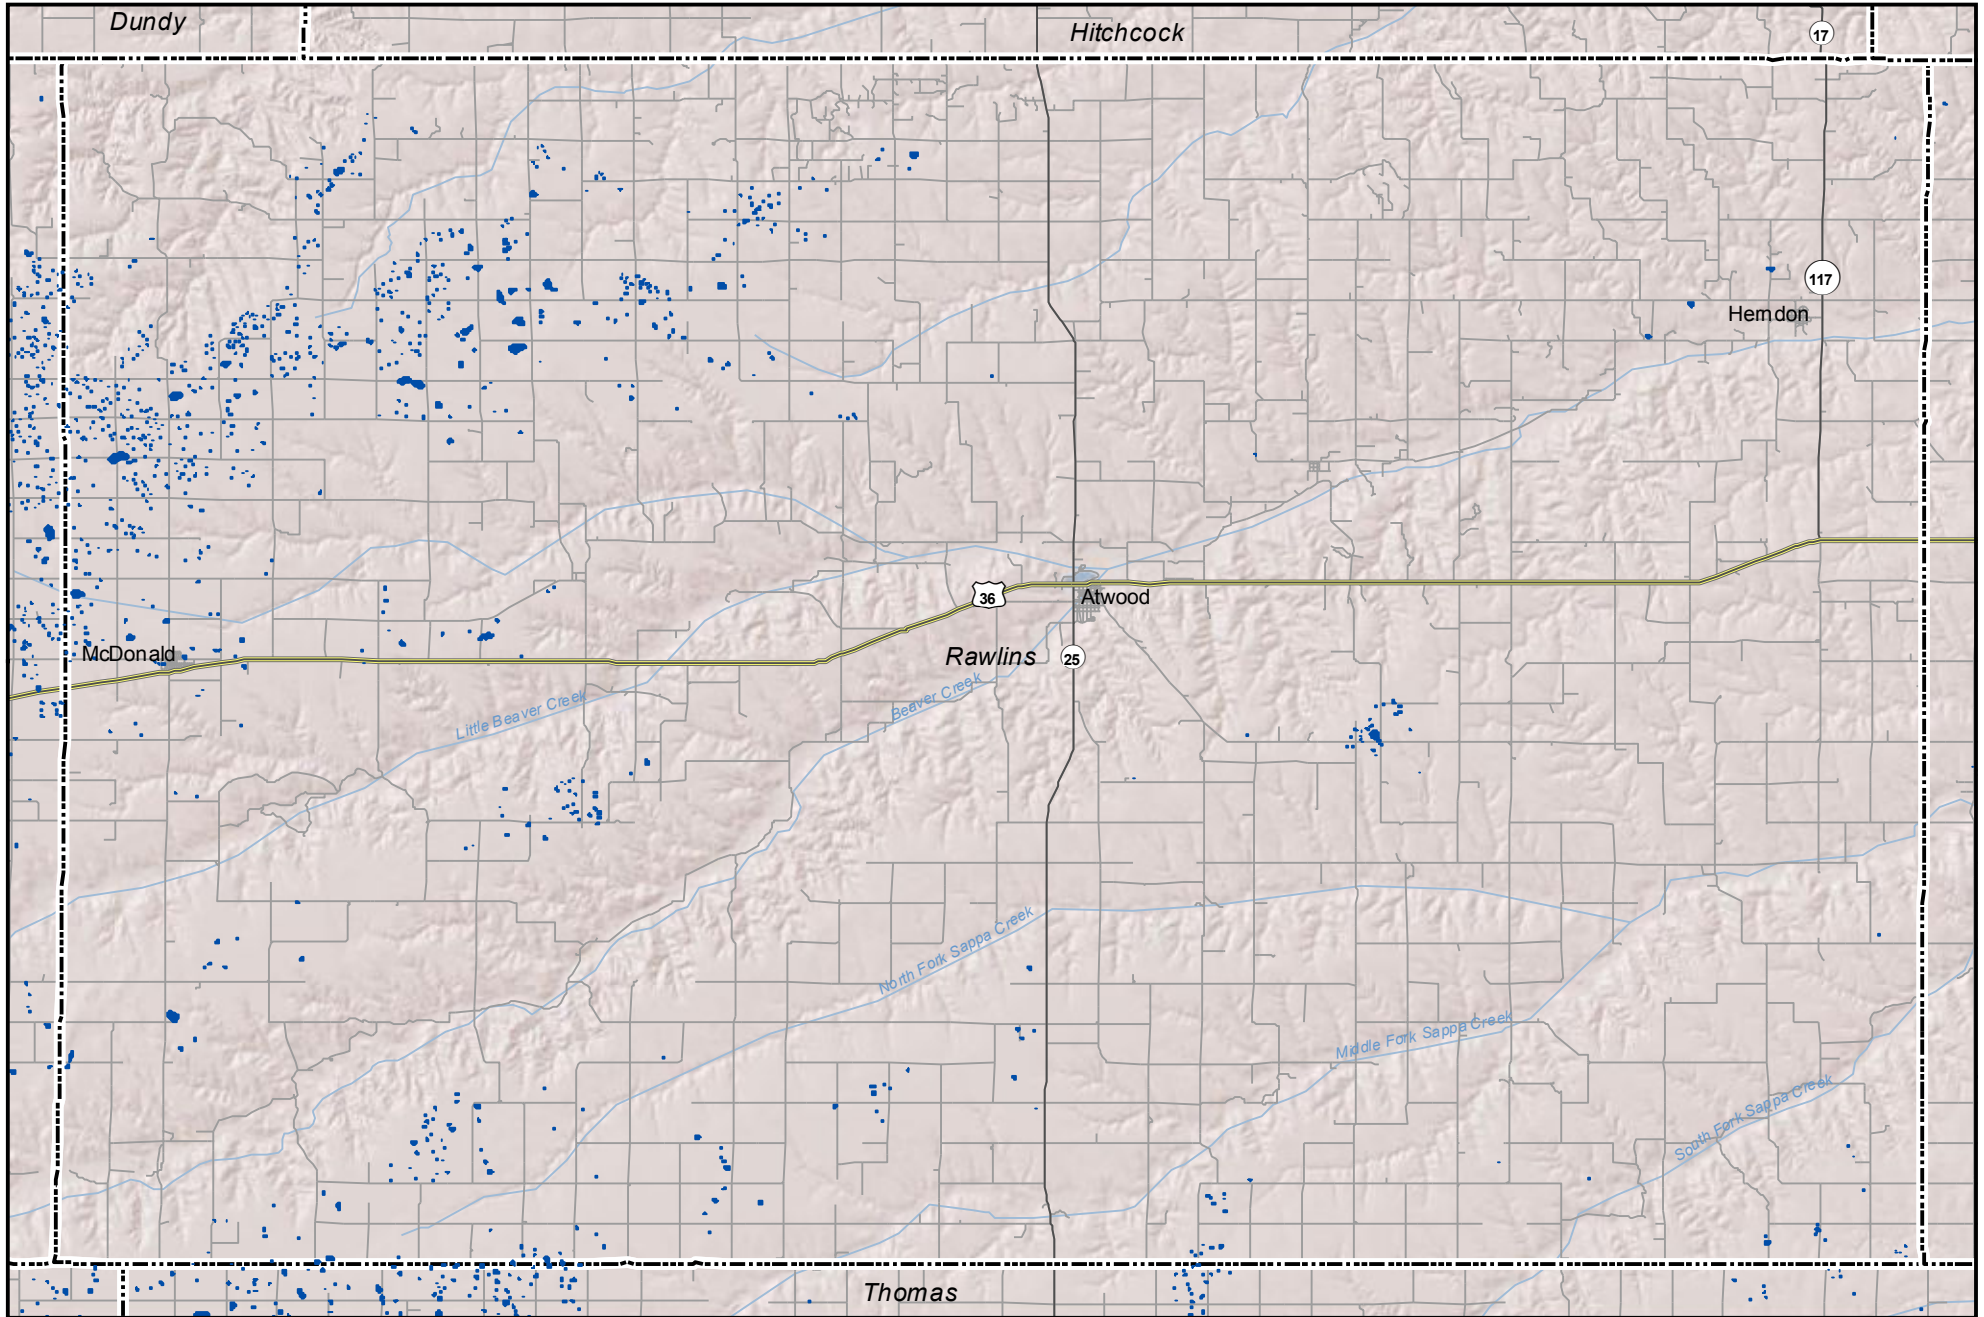 Dundy
Hitchcock
17
117
Herndon
36
Atwood
McDonald
Rawlins
25
Little Beaver Creek
Beaver Creek
North Fork Sappa Creek
Middle Fork Sappa Creek
South Fork Sappa Creek
Thomas